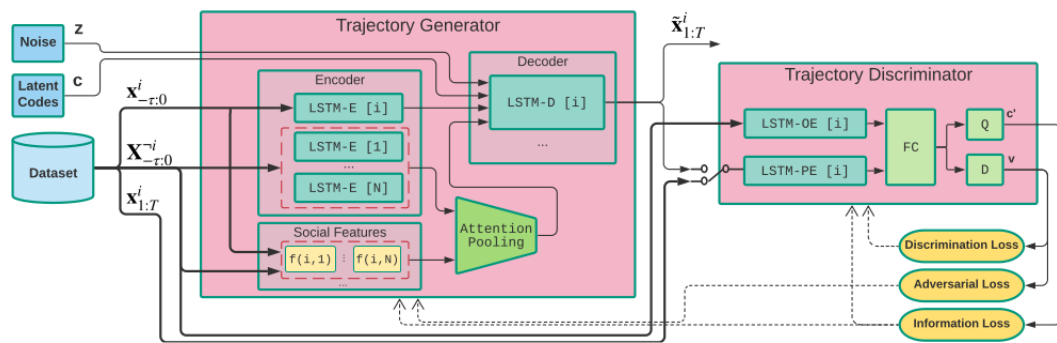 Trajectory Generator
Noise
z
Latent
Codes
c
Dataset
x^i_{-τ:0}
X^{¬i}_{-τ:0}
x^i_{1:T}
Encoder
LSTM-E [i]
LSTM-E [1]
...
LSTM-E [N]
Social Features
f(i,1)
⋮
f(i,N)
...
Attention
Pooling
Decoder
LSTM-D [i]
...
x̃^i_{1:T}
Trajectory Discriminator
LSTM-OE [i]
LSTM-PE [i]
FC
Q
c'
D
v
Discrimination Loss
Adversarial Loss
Information Loss